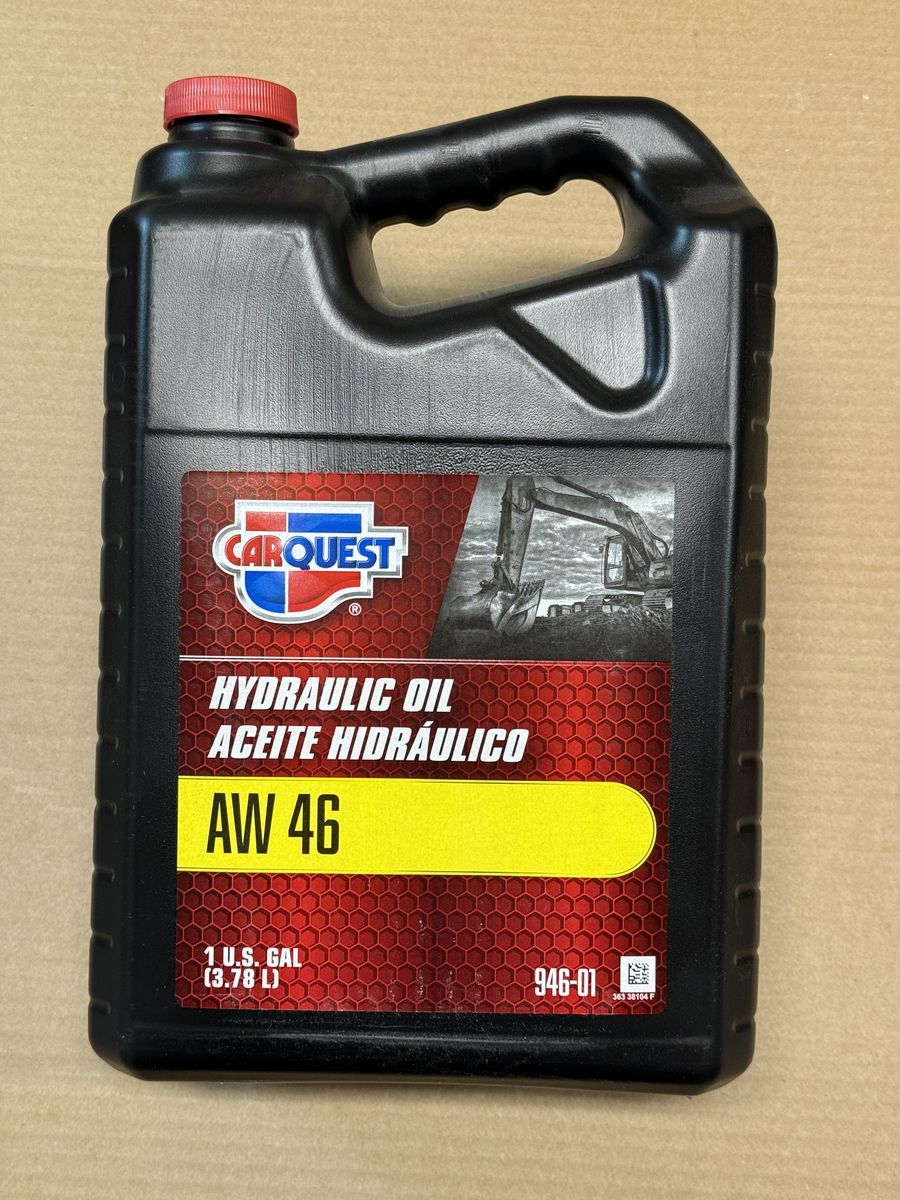 CARQUEST
®
HYDRAULIC OIL
ACEITE HIDRÁULICO
AW 46
1 U.S. GAL
(3.78 L)
946-01
363 38104 F